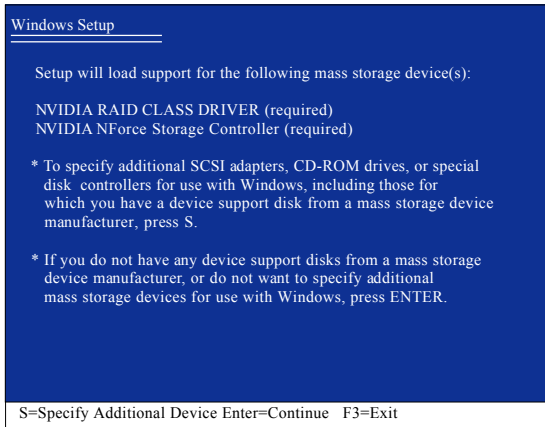 Windows Setup
Setup will load support for the following mass storage device(s):
NVIDIA RAID CLASS DRIVER (required)
NVIDIA NForce Storage Controller (required)
* To specify additional SCSI adapters, CD-ROM drives, or special
disk controllers for use with Windows, including those for
which you have a device support disk from a mass storage device
manufacturer, press S.
* If you do not have any device support disks from a mass storage
device manufacturer, or do not want to specify additional
mass storage devices for use with Windows, press ENTER.
S=Specify Additional Device Enter=Continue F3=Exit